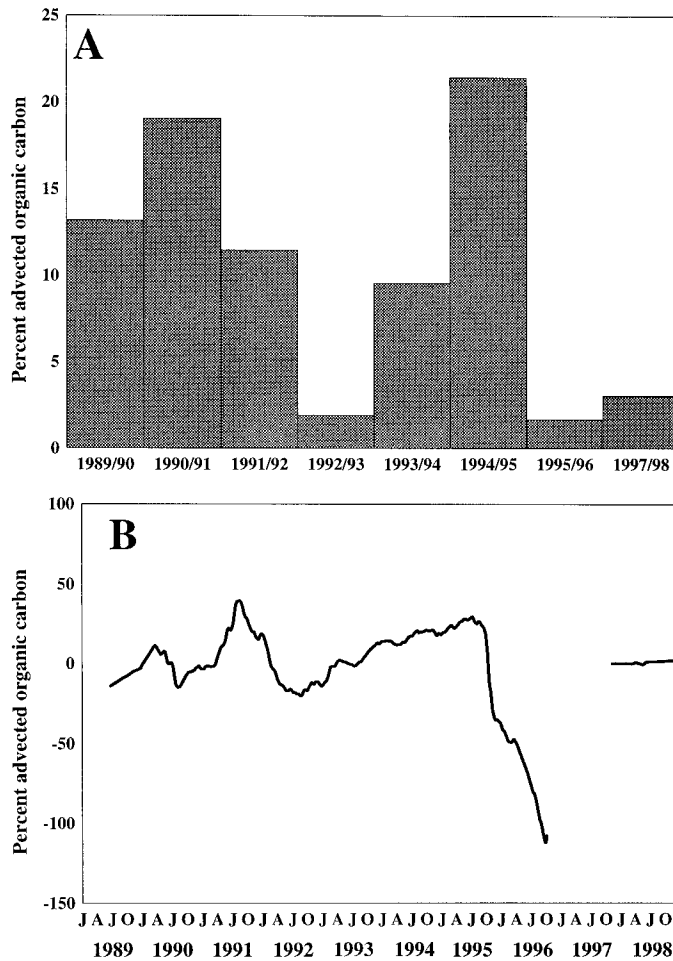 A
Percent advected organic carbon
25
20
15
10
5
0
1989/90 1990/91 1991/92 1992/93 1993/94 1994/95 1995/96 1997/98
B
Percent advected organic carbon
100
50
0
-50
-100
-150
J A J O J A J O J A J O J A J O J A J O J A J O J A J O J A J O J A J O J A J O
1989 1990 1991 1992 1993 1994 1995 1996 1997 1998